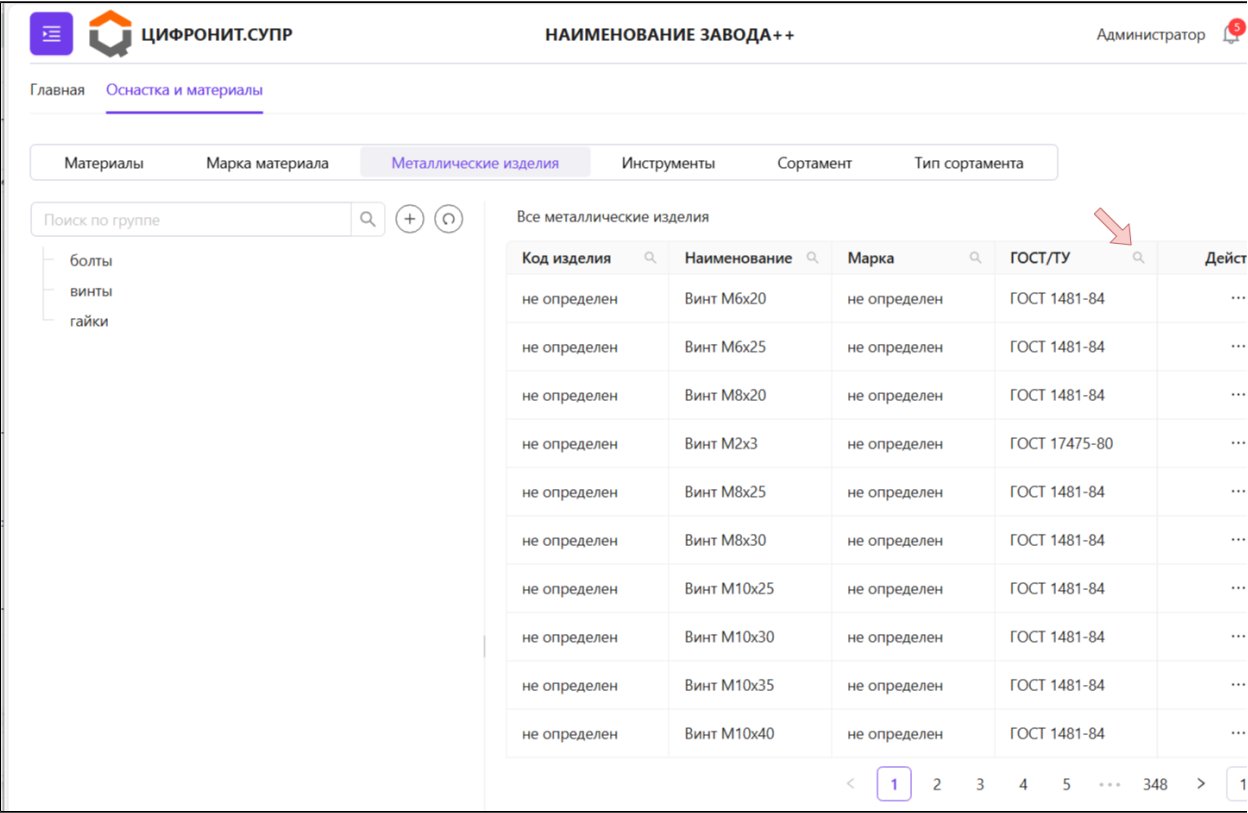 ЦИФРОНИТ.СУПР НАИМЕНОВАНИЕ ЗАВОДА++ Администратор 5
Главная Оснастка и материалы
Материалы Марка материала Металлические изделия Инструменты Сортамент Тип сортамента
Поиск по группе
болты
винты
гайки
Все металлические изделия
Код изделия Наименование Марка ГОСТ/ТУ Дейст
не определен Винт М6х20 не определен ГОСТ 1481-84 ...
не определен Винт М6х25 не определен ГОСТ 1481-84 ...
не определен Винт М8х20 не определен ГОСТ 1481-84 ...
не определен Винт М2х3 не определен ГОСТ 17475-80 ...
не определен Винт М8х25 не определен ГОСТ 1481-84 ...
не определен Винт М8х30 не определен ГОСТ 1481-84 ...
не определен Винт М10х25 не определен ГОСТ 1481-84 ...
не определен Винт М10х30 не определен ГОСТ 1481-84 ...
не определен Винт М10х35 не определен ГОСТ 1481-84 ...
не определен Винт М10х40 не определен ГОСТ 1481-84 ...
< 1 2 3 4 5 ••• 348 > 1